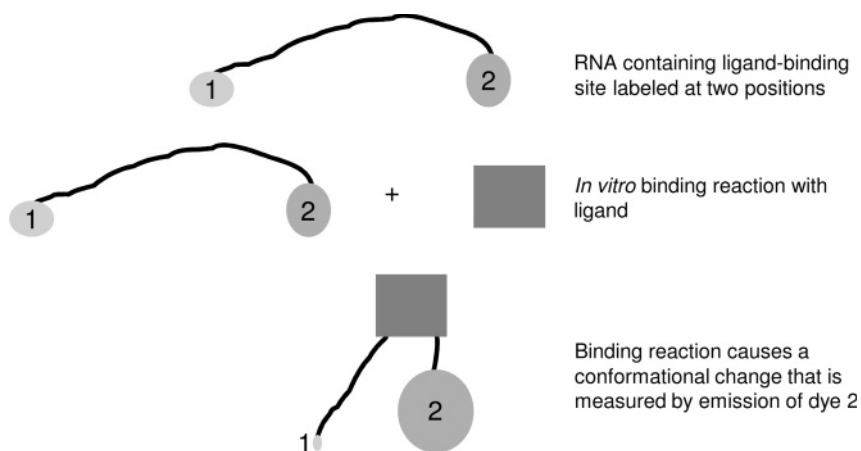 1
2
RNA containing ligand-binding
site labeled at two positions
1
2
+
In vitro binding reaction with
ligand
Binding reaction causes a
conformational change that is
measured by emission of dye 2
1
2